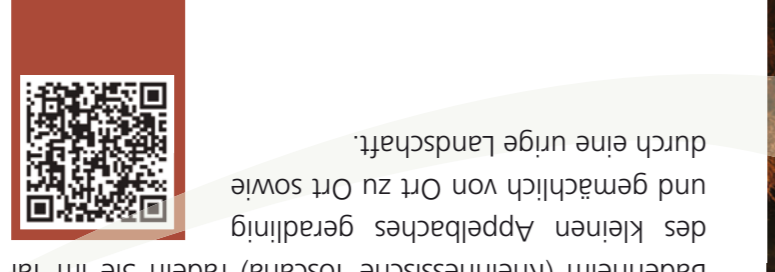 Badenheim (Rheinhessische Toscana) radeln Sie im Tal
des kleinen Appelbaches geradlinig
und gemächlich von Ort zu Ort sowie
durch eine urige Landschaft.